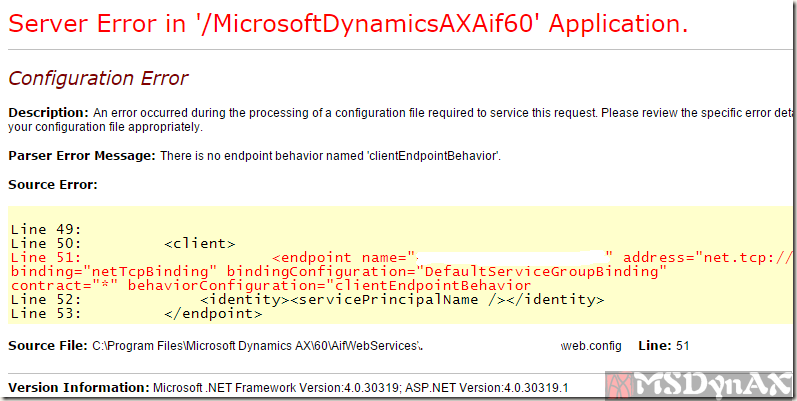 Server Error in '/MicrosoftDynamicsAXAif60' Application.
Configuration Error
Description: An error occurred during the processing of a configuration file required to service this request. Please review the specific error deta
your configuration file appropriately.
Parser Error Message: There is no endpoint behavior named 'clientEndpointBehavior'.
Source Error:
Line 49:
Line 50:         <client>
Line 51:                      <endpoint name="" address="net.tcp://
binding="netTcpBinding" bindingConfiguration="DefaultServiceGroupBinding"
contract="*" behaviorConfiguration="clientEndpointBehavior
Line 52:             <identity><servicePrincipalName /></identity>
Line 53:         </endpoint>
Source File: C:\Program Files\Microsoft Dynamics AX\60\AifWebServices\. \web.config    Line: 51
Version Information: Microsoft .NET Framework Version:4.0.30319; ASP.NET Version:4.0.30319.1
MSDynAX